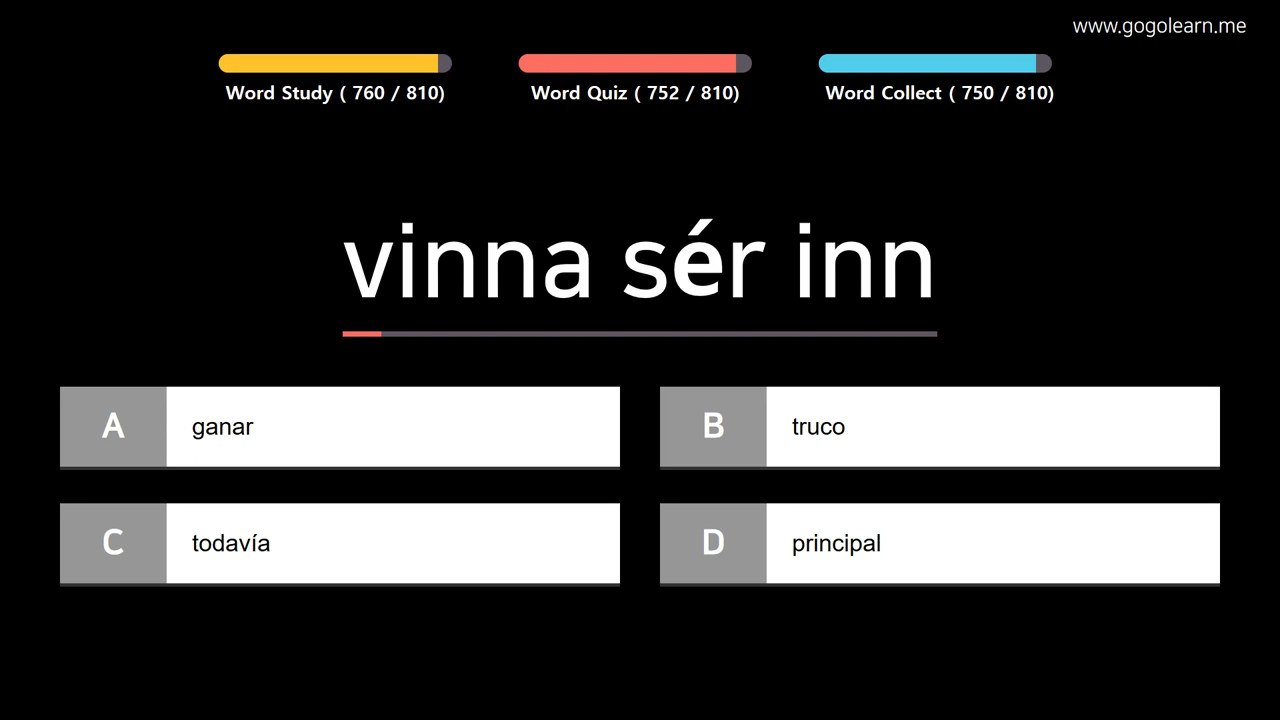 www.gogolearn.me
Word Study ( 760 / 810)
Word Quiz ( 752 / 810)
Word Collect ( 750 / 810)
vinna sér inn
A ganar
B truco
C todavía
D principal